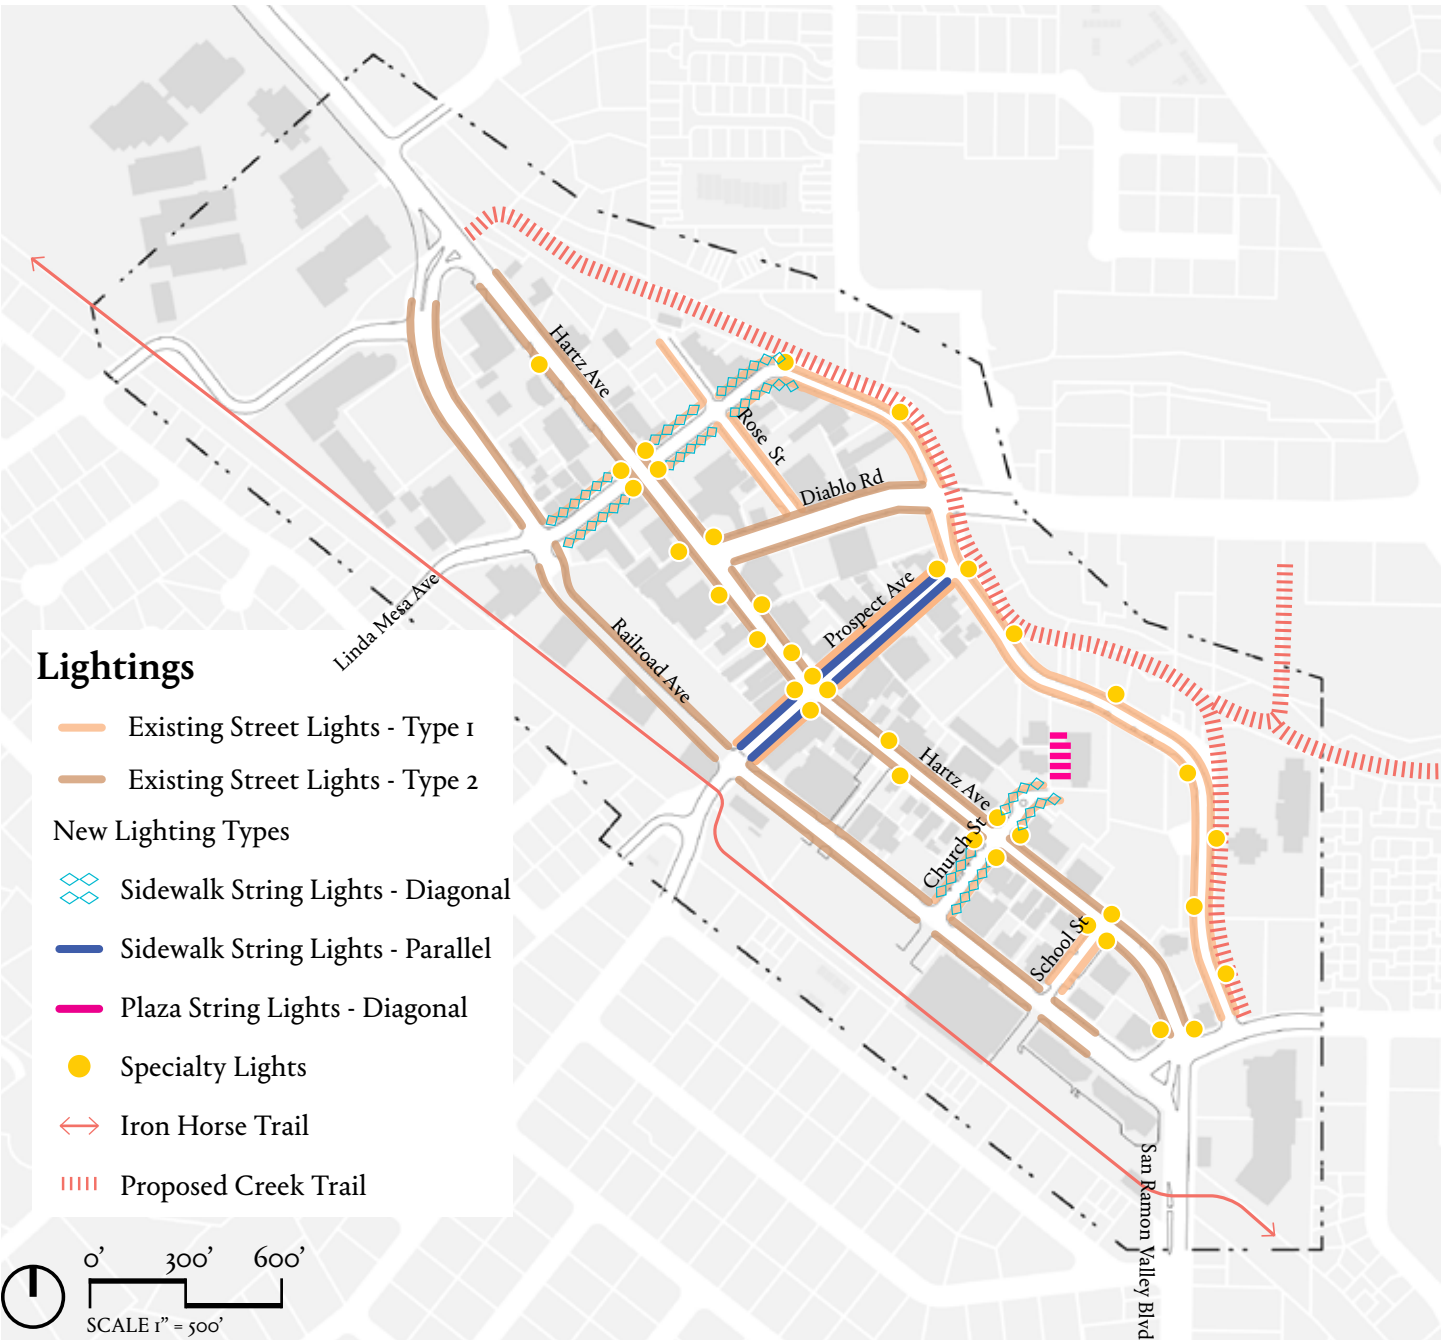 Hartz Ave
Rose St
Diablo Rd
Linda Mesa Ave
Prospect Ave
Railroad Ave
Hartz Ave
Church St
School St
San Ramon Valley Blvd
Lightings
Existing Street Lights - Type 1
Existing Street Lights - Type 2
New Lighting Types
Sidewalk String Lights - Diagonal
Sidewalk String Lights - Parallel
Plaza String Lights - Diagonal
Specialty Lights
Iron Horse Trail
Proposed Creek Trail
0’ 300’ 600’
SCALE 1” = 500’